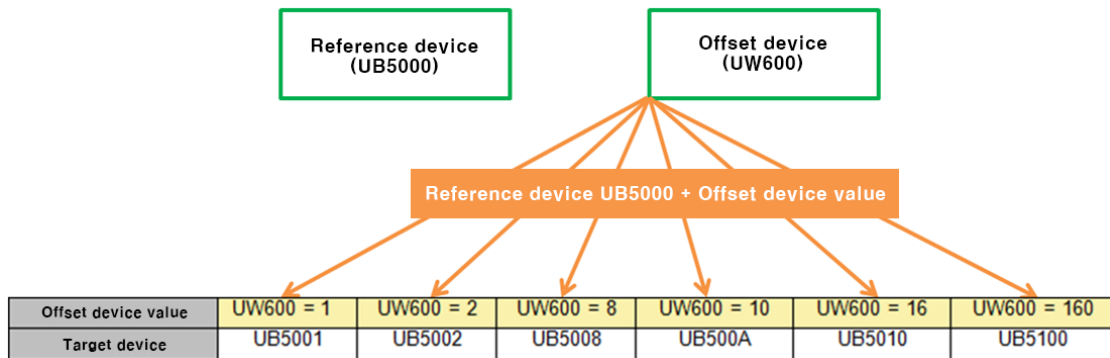 Reference device
(UB5000)
Offset device
(UW600)
Reference device UB5000 + Offset device value
Offset device value UW600 = 1 UW600 = 2 UW600 = 8 UW600 = 10 UW600 = 16 UW600 = 160
Target device UB5001 UB5002 UB5008 UB500A UB5010 UB5100